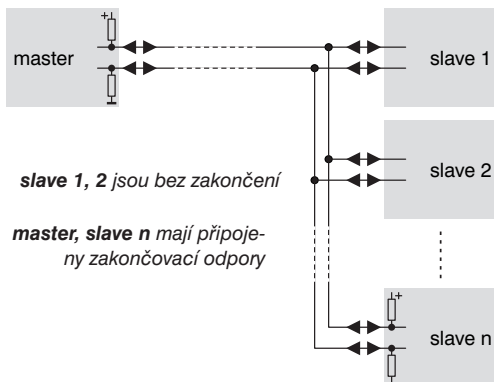 +
master
slave 1
slave 2
slave 1, 2 jsou bez zakončení
master, slave n mají připoje-
ny zakončovací odpory
+
slave n